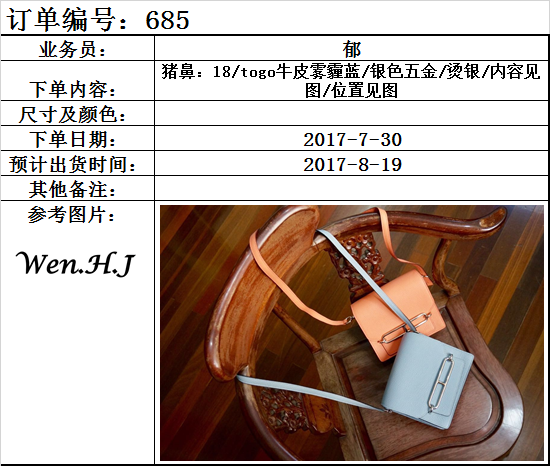 订单编号：685
业务员： 郁
下单内容： 猪鼻：18/togo牛皮雾霾蓝/银色五金/烫银/内容见
图/位置见图
尺寸及颜色：
下单日期： 2017-7-30
预计出货时间： 2017-8-19
其他备注：
参考图片：
Wen.H.J